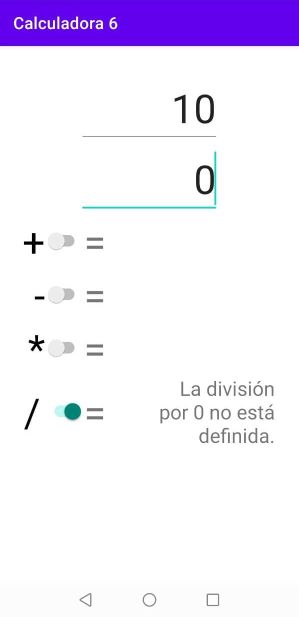 Calculadora 6
10
0
+ =
- =
* =
/ =
La división
por 0 no está
definida.